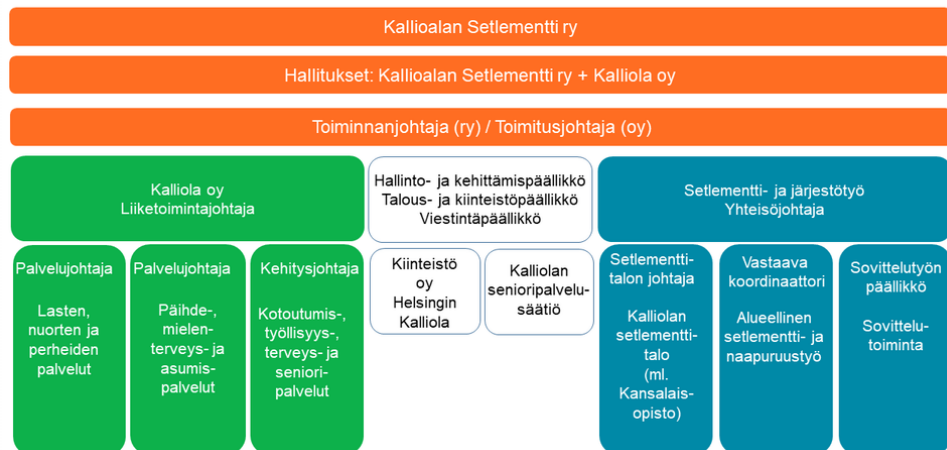 Kallioalan Setlementti ry
Hallitukset: Kallioalan Setlementti ry + Kalliola oy
Toiminnanjohtaja (ry) / Toimitusjohtaja (oy)
Kalliola oy
Liiketoimintajohtaja
Hallinto- ja kehittämispäällikkö
Talous- ja kiinteistöpäällikkö
Viestintäpäällikkö
Setlementti- ja järjestötyö
Yhteisöjohtaja
Palvelujohtaja
Lasten,
nuorten ja
perheiden
palvelut
Palvelujohtaja
Päihde-,
mielen-
terveys- ja
asumis-
palvelut
Kehitysjohtaja
Kotoutumis-,
työllisyys-,
terveys- ja
seniori-
palvelut
Kiinteistö
oy
Helsingin
Kalliola
Kalliolan
senioripalvelu-
säätiö
Setlementti-
talon johtaja
Kalliolan
setlementti-
talo
(ml.
Kansalais-
opisto)
Vastaava
koordinaattori
Alueellinen
setlementti- ja
naapuruustyö
Sovittelutyön
päällikkö
Sovittelu-
toiminta